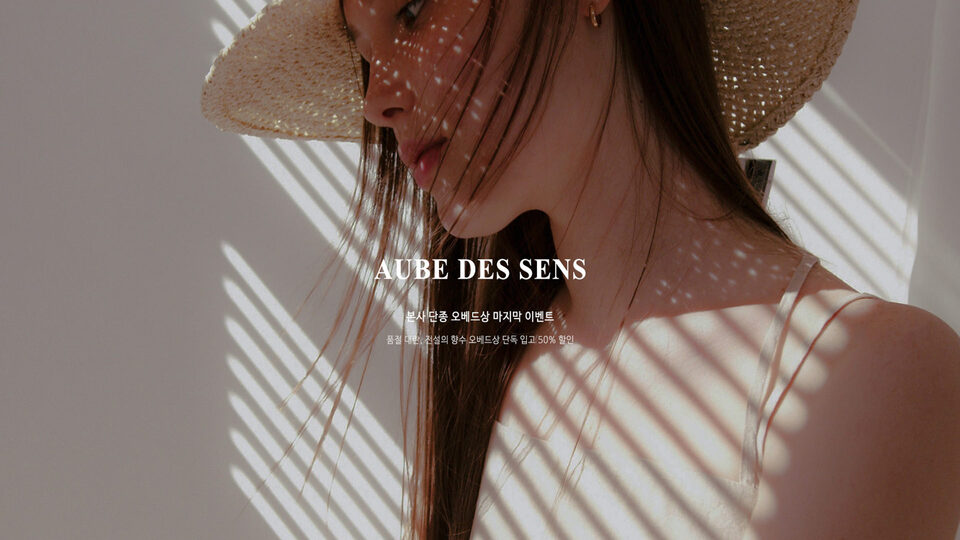 AUBE DES SENS
본사 단종 오베드상 마지막 이벤트
품절 대란, 전설의 향수 오베드상 단독 입고 50% 할인